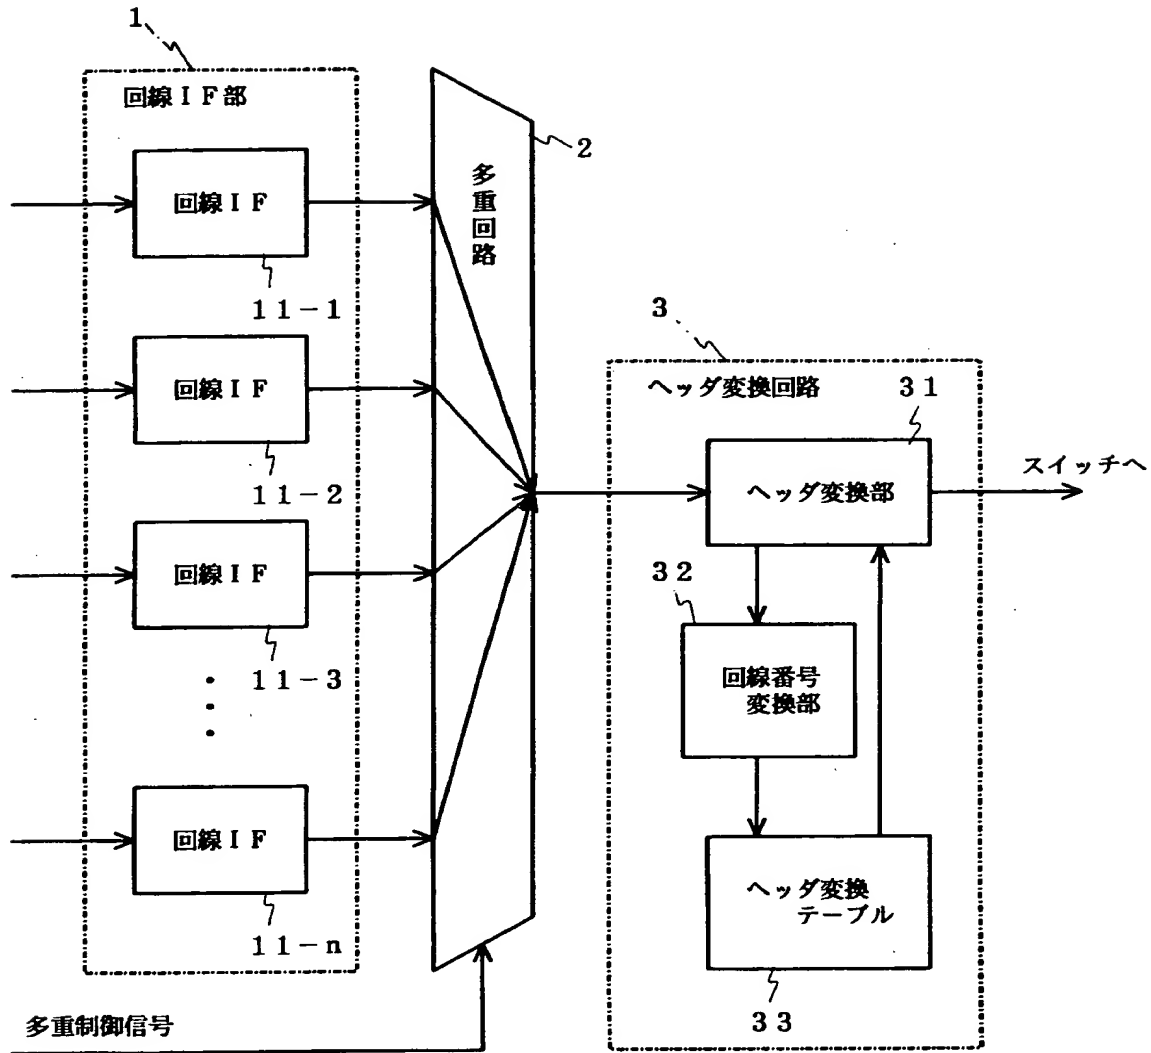 1
回線ＩＦ部
回線ＩＦ
１１－１
回線ＩＦ
１１－２
回線ＩＦ
１１－３
回線ＩＦ
１１－ｎ
多重制御信号
2
多重回路
3
ヘッダ変換回路
３１
ヘッダ変換部
スイッチへ
３２
回線番号
変換部
ヘッダ変換
テーブル
３３